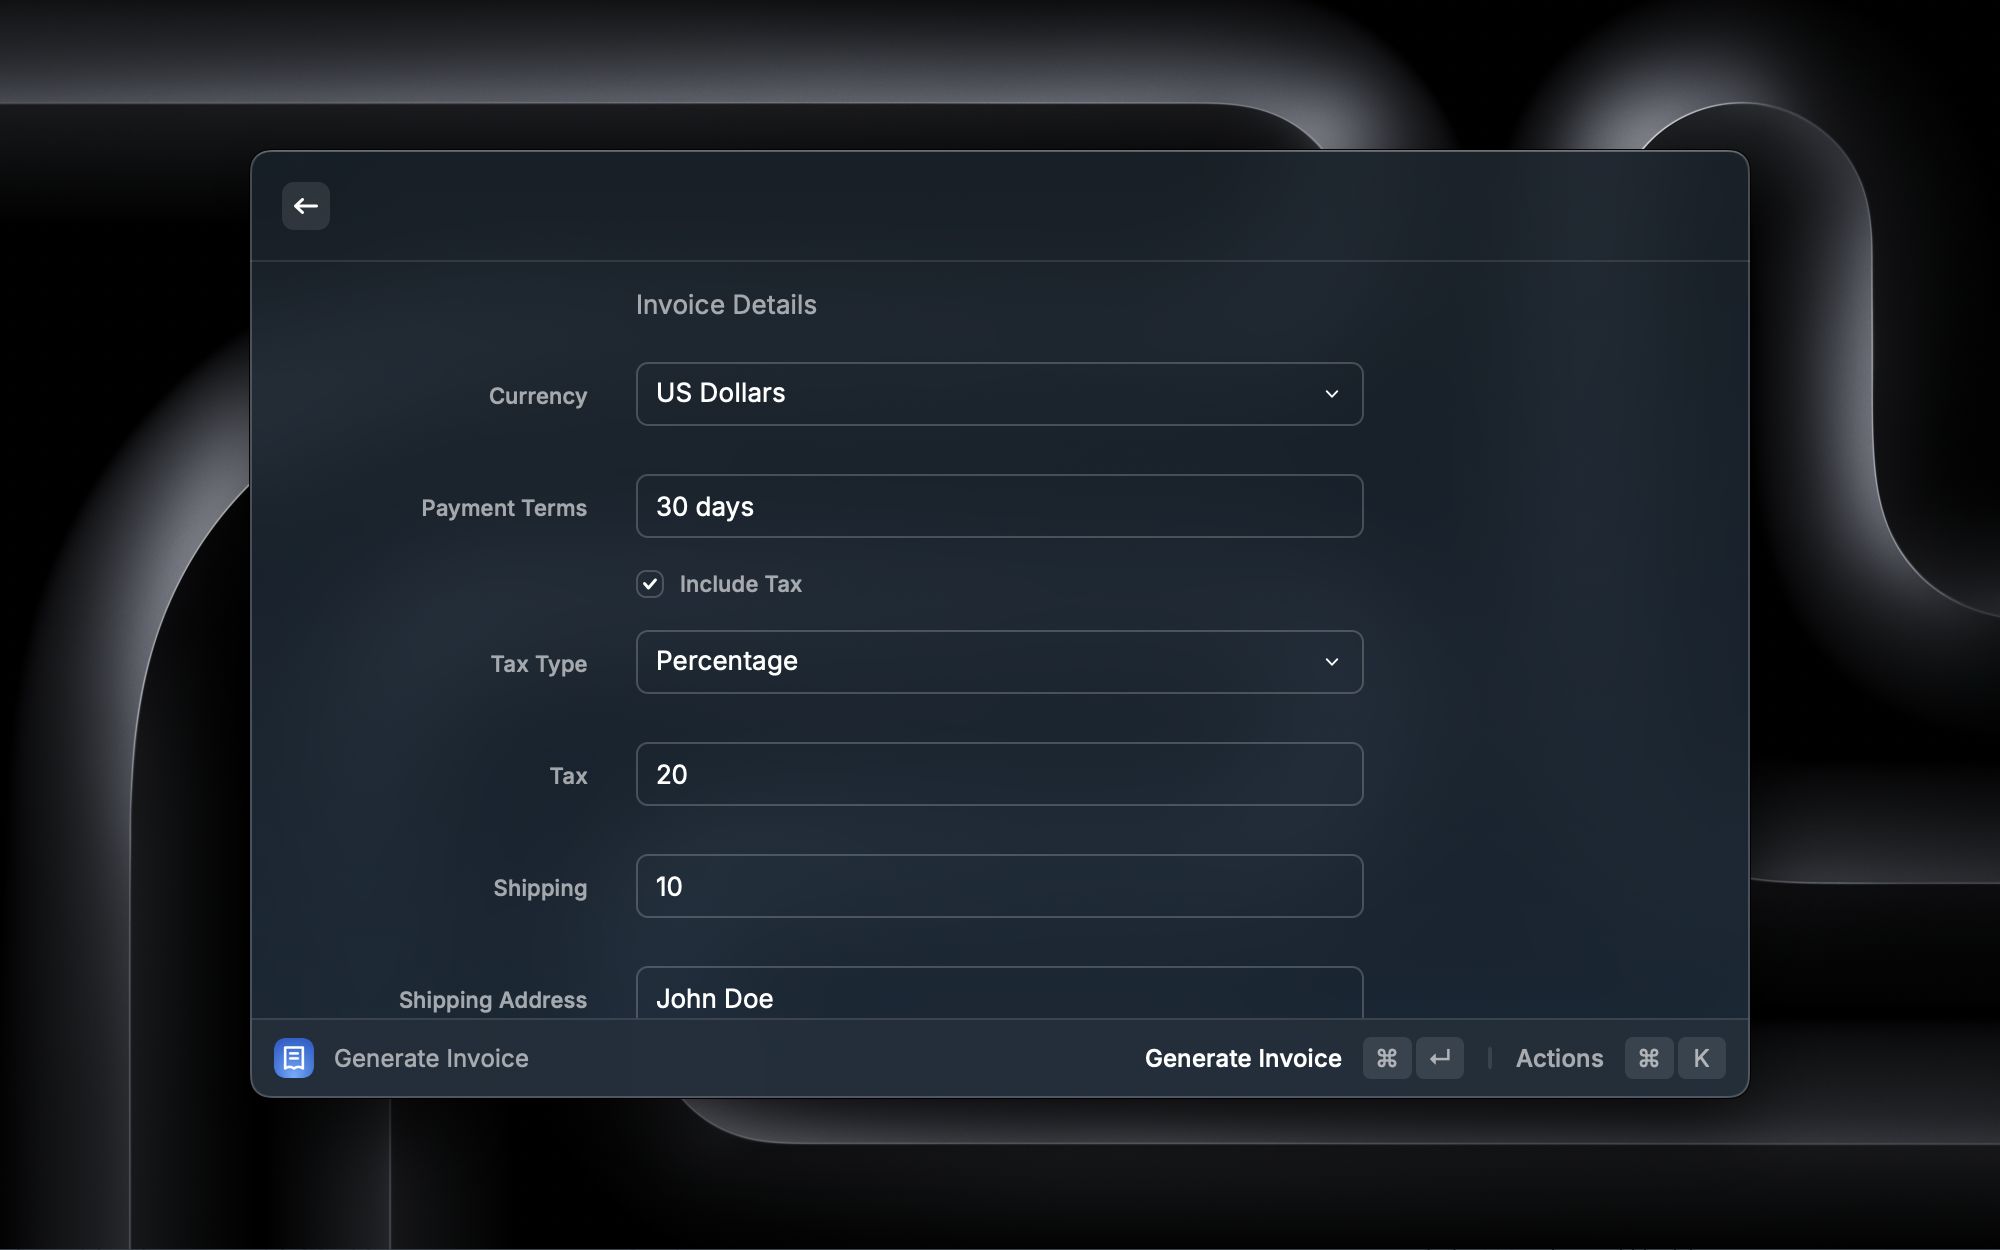 Invoice Details
Currency
US Dollars
Payment Terms
30 days
Include Tax
Tax Type
Percentage
Tax
20
Shipping
10
Shipping Address
John Doe
Generate Invoice
Generate Invoice ⌘ ↵ | Actions ⌘ K